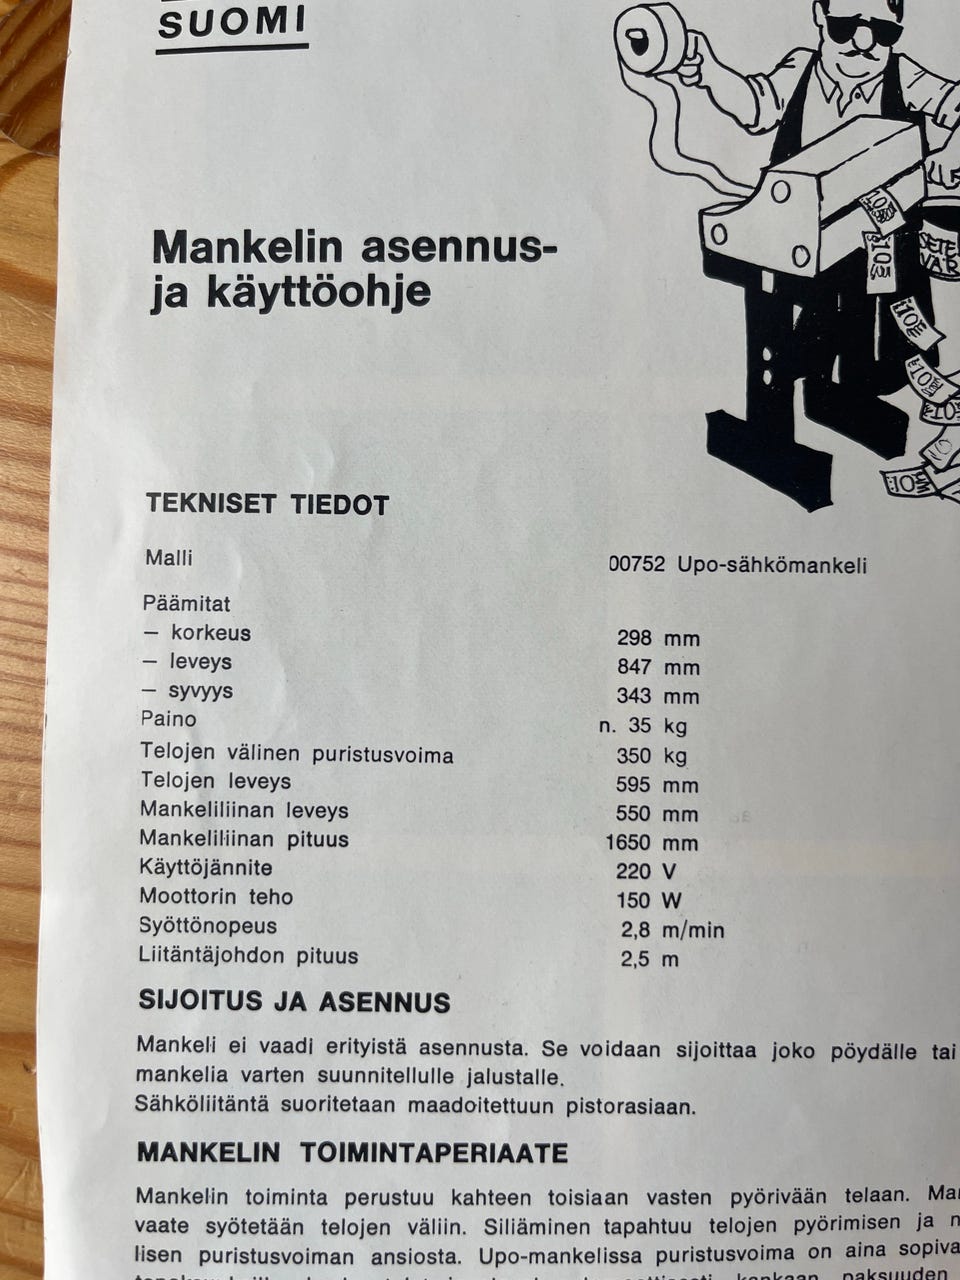 SUOMI
SETE
VÄR
Mankelin asennus-
ja käyttöohje
TEKNISET TIEDOT
Malli 00752 Upo-sähkömankeli
Päämitat
— korkeus 298 mm
— leveys 847 mm
— syvyys 343 mm
Paino n. 35 kg
Telojen välinen puristusvoima 350 kg
Telojen leveys 595 mm
Mankeliliinan leveys 550 mm
Mankeliliinan pituus 1650 mm
Käyttöjännite 220 V
Moottorin teho 150 W
Syöttönopeus 2,8 m/min
Liitäntäjohdon pituus 2,5 m
SIJOITUS JA ASENNUS
Mankeli ei vaadi erityistä asennusta. Se voidaan sijoittaa joko pöydälle tai
mankelia varten suunnitellulle jalustalle.
Sähköliitäntä suoritetaan maadoitettuun pistorasiaan.
MANKELIN TOIMINTAPERIAATE
Mankelin toiminta perustuu kahteen toisiaan vasten pyörivään telaan.
vaate syötetään telojen väliin. Siliäminen tapahtuu telojen pyörimisen ja
lisen puristusvoiman ansiosta. Upo-mankelissa puristusvoima on aina
kankaan paksuuden